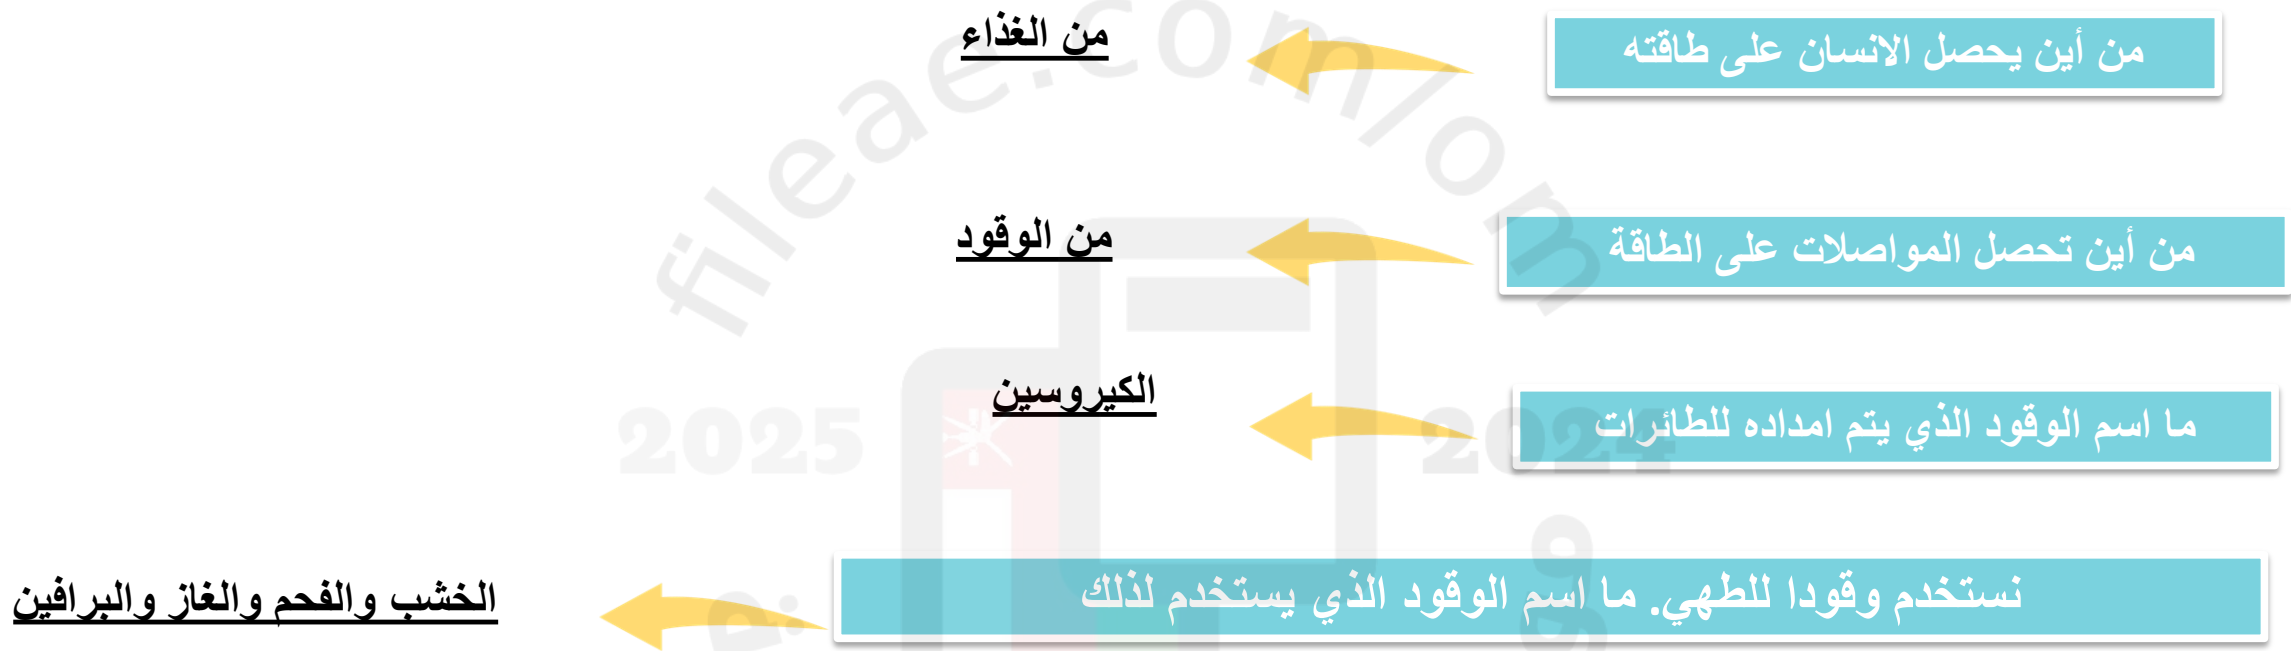 من أين يحصل الانسان على طاقته
من الغذاء
من أين تحصل المواصلات على الطاقة
من الوقود
ما اسم الوقود الذي يتم امداده للطائرات
الكيروسين
نستخدم وقودا للطهي. ما اسم الوقود الذي يستخدم لذلك
الخشب والفحم والغاز والبرافين
fileae.com/om
2025
2024